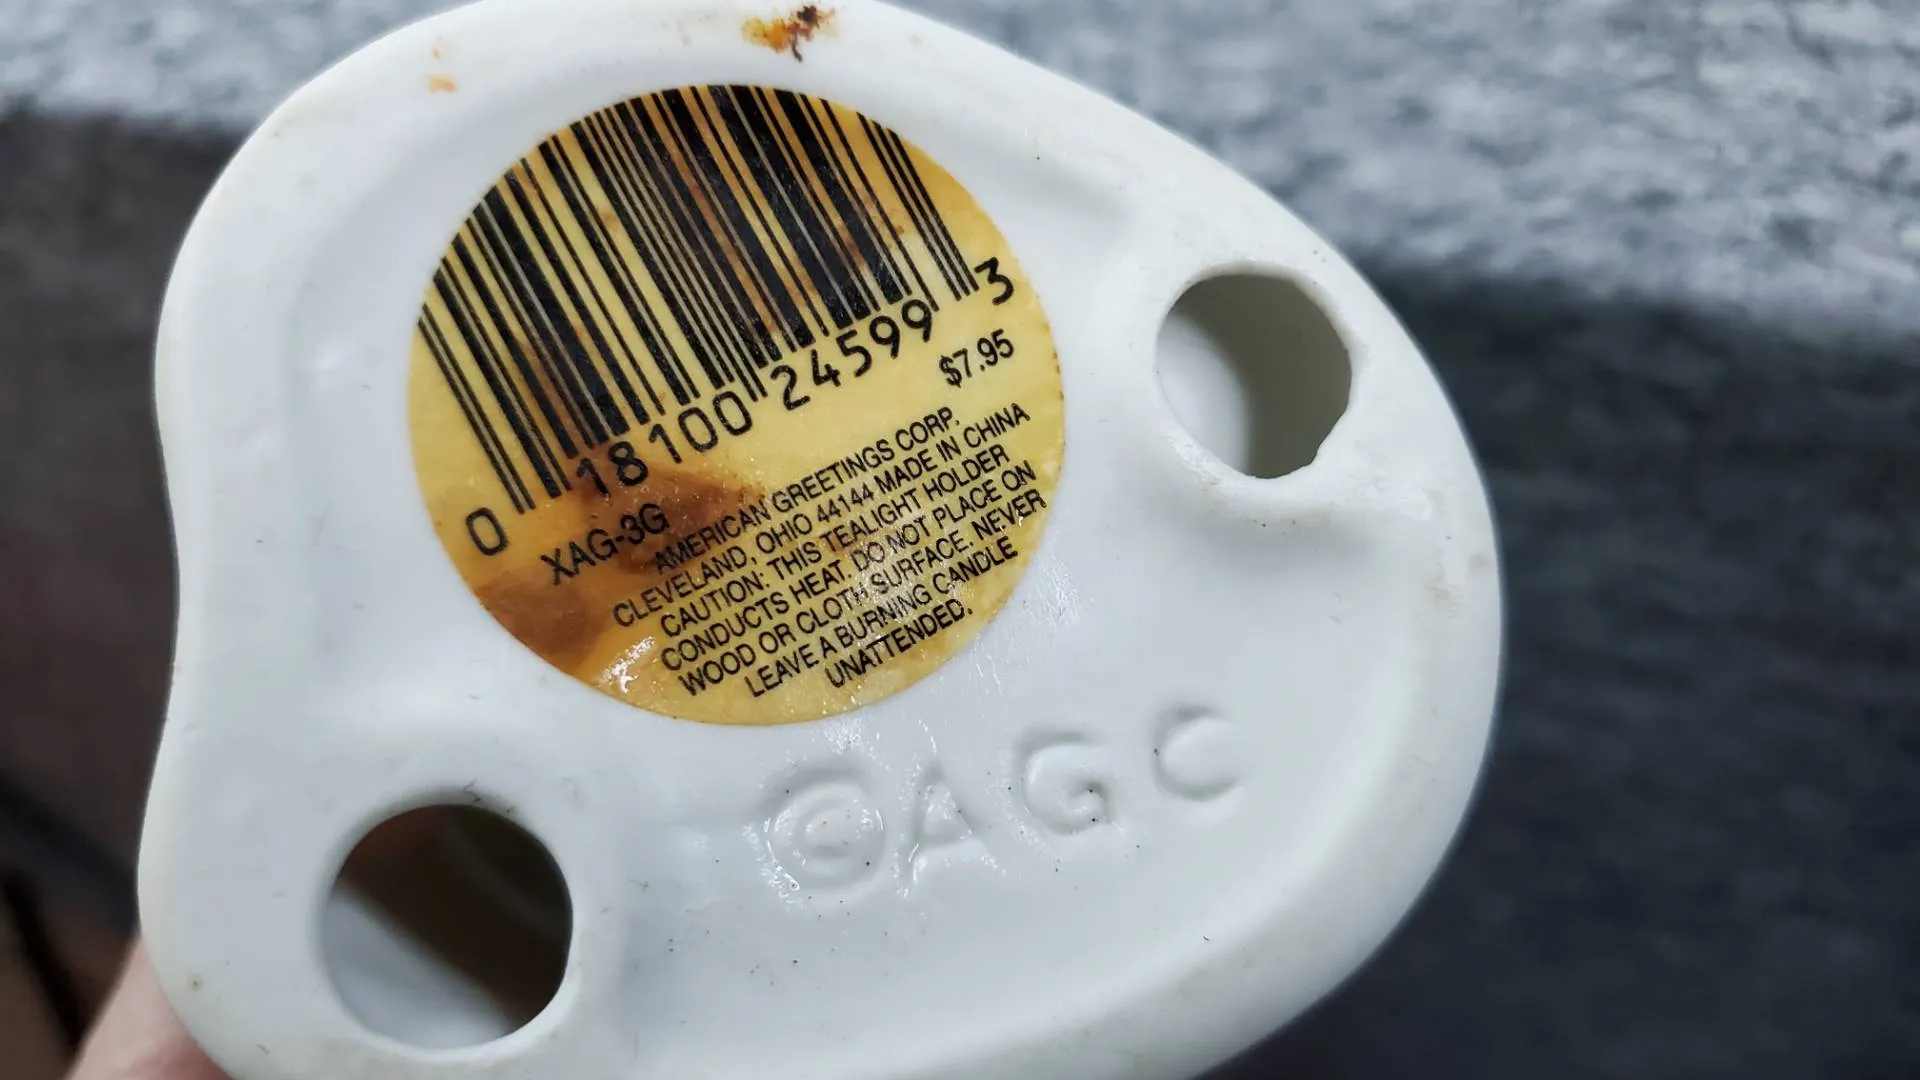 0 18100 24599 3
$7.95
XAG-3G
AMERICAN GREETINGS CORP.
CLEVELAND, OHIO 44144 MADE IN CHINA
CAUTION: THIS TEALIGHT HOLDER
CONDUCTS HEAT. DO NOT PLACE ON
WOOD OR CLOTH SURFACE. NEVER
LEAVE A BURNING CANDLE
UNATTENDED.
©AGC